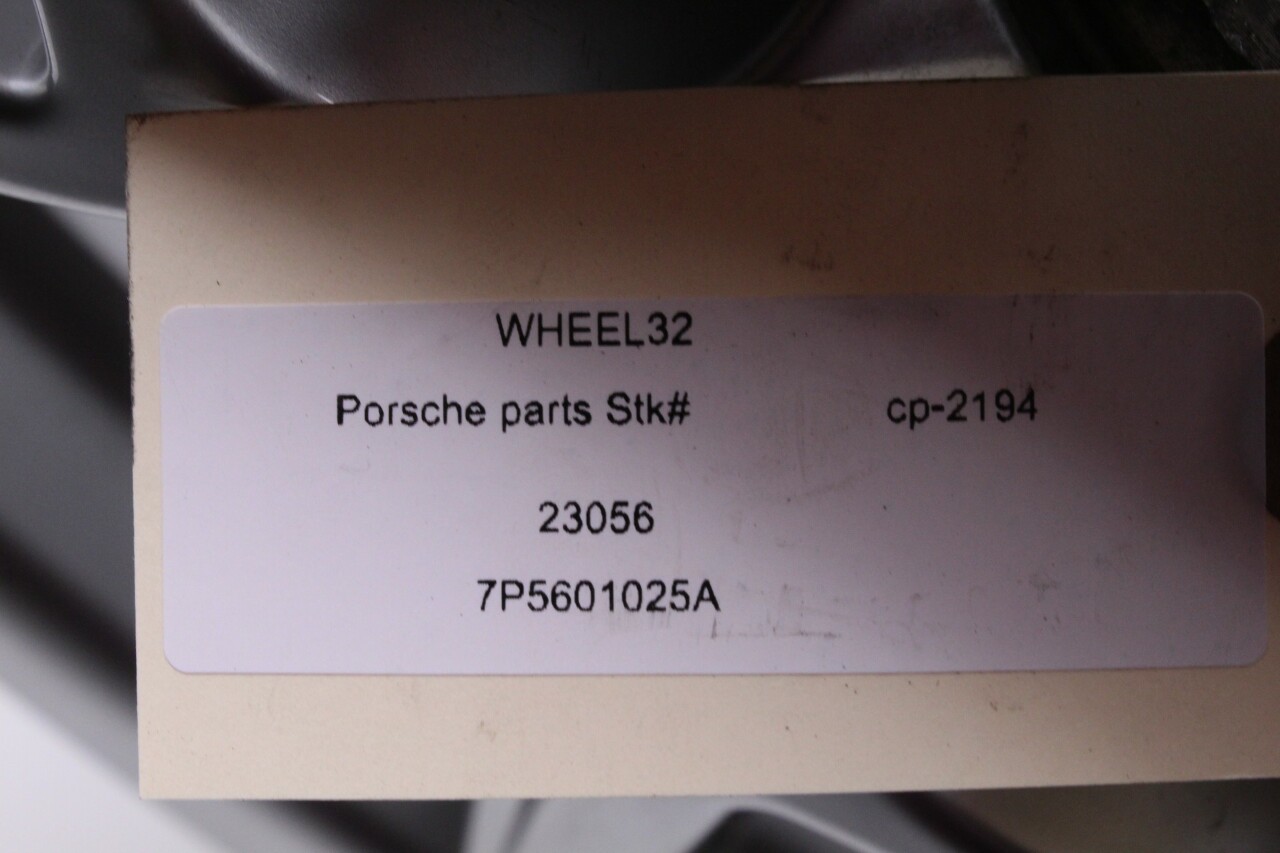 WHEEL32
Porsche parts Stk# cp-2194
23056
7P5601025A